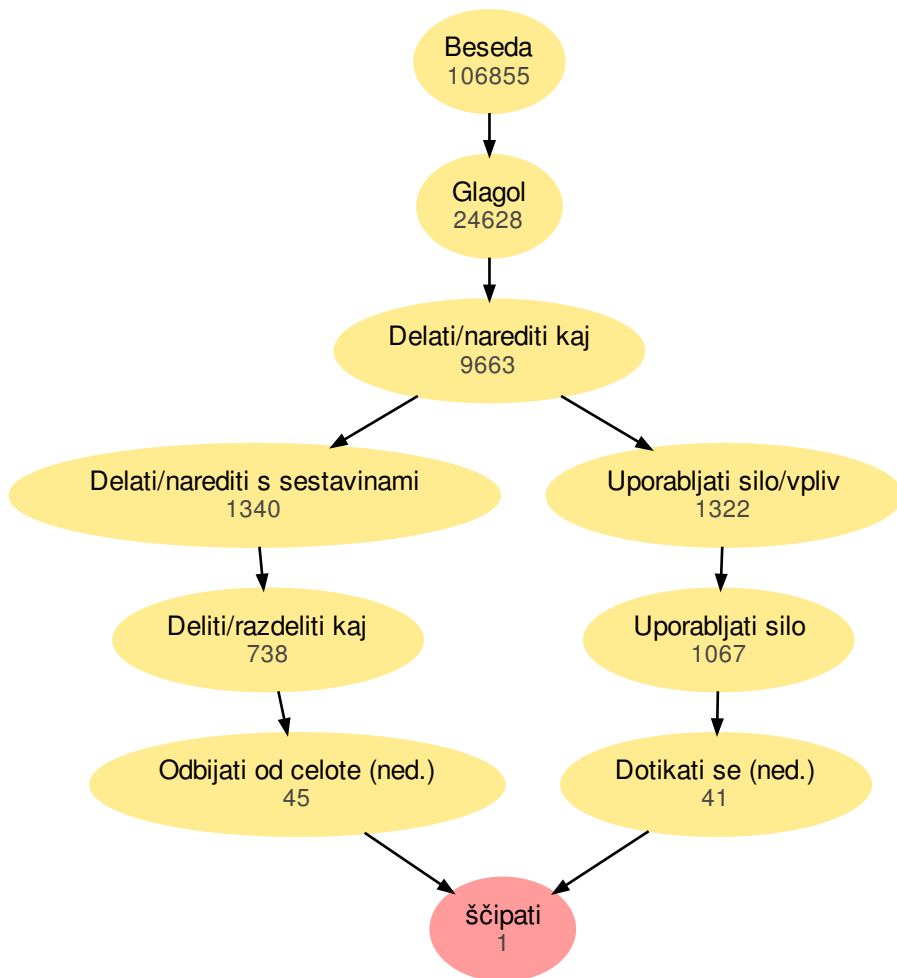 Beseda
106855
Glagol
24628
Delati/narediti kaj
9663
Delati/narediti s sestavinami
1340
Uporabljati silo/vpliv
1322
Deliti/razdeliti kaj
738
Uporabljati silo
1067
Odbijati od celote (ned.)
45
Dotikati se (ned.)
41
ščipati
1